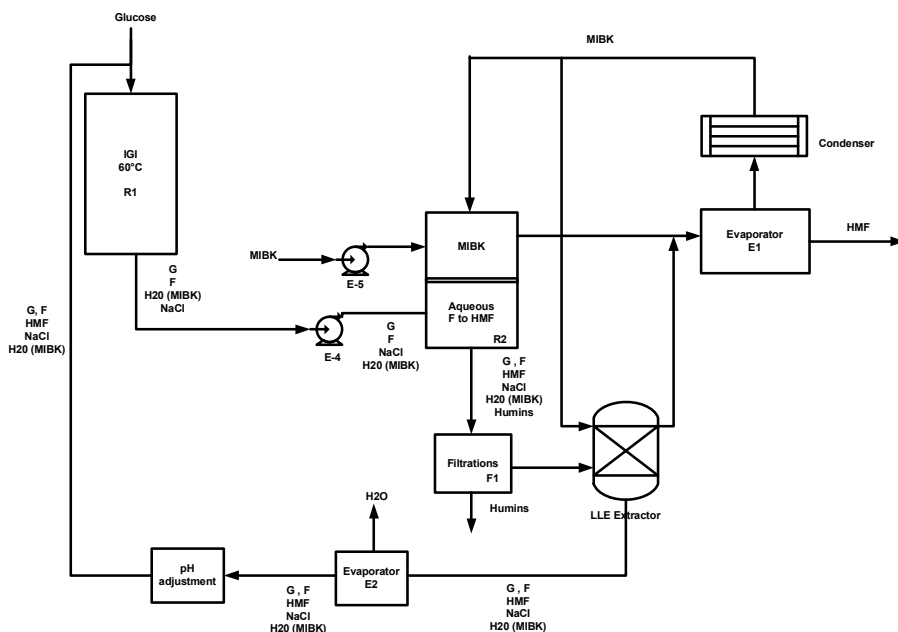 Glucose
MIBK
IGI
60°C
R1
Condenser
MIBK
Evaporator
E1
HMF
MIBK
E-5
G
F
H20 (MIBK)
NaCl
Aqueous
F to HMF
R2
G, F
HMF
NaCl
H20 (MIBK)
E-4
G
F
NaCl
H20 (MIBK)
G , F
HMF
NaCl
H20 (MIBK)
Humins
Filtrations
F1
Humins
LLE Extractor
H2O
pH
adjustment
Evaporator
E2
G , F
HMF
NaCl
H20 (MIBK)
G , F
HMF
NaCl
H20 (MIBK)